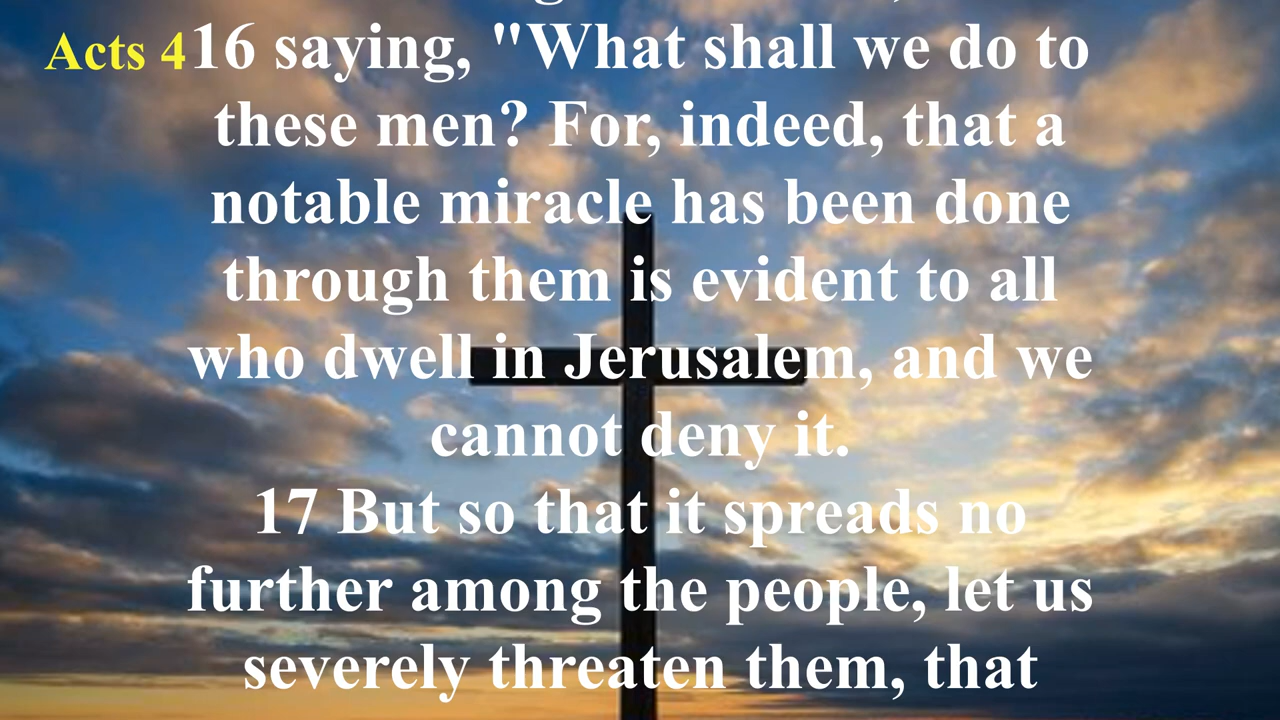 Acts 4
16 saying, "What shall we do to
these men? For, indeed, that a
notable miracle has been done
through them is evident to all
who dwell in Jerusalem, and we
cannot deny it.
17 But so that it spreads no
further among the people, let us
severely threaten them, that